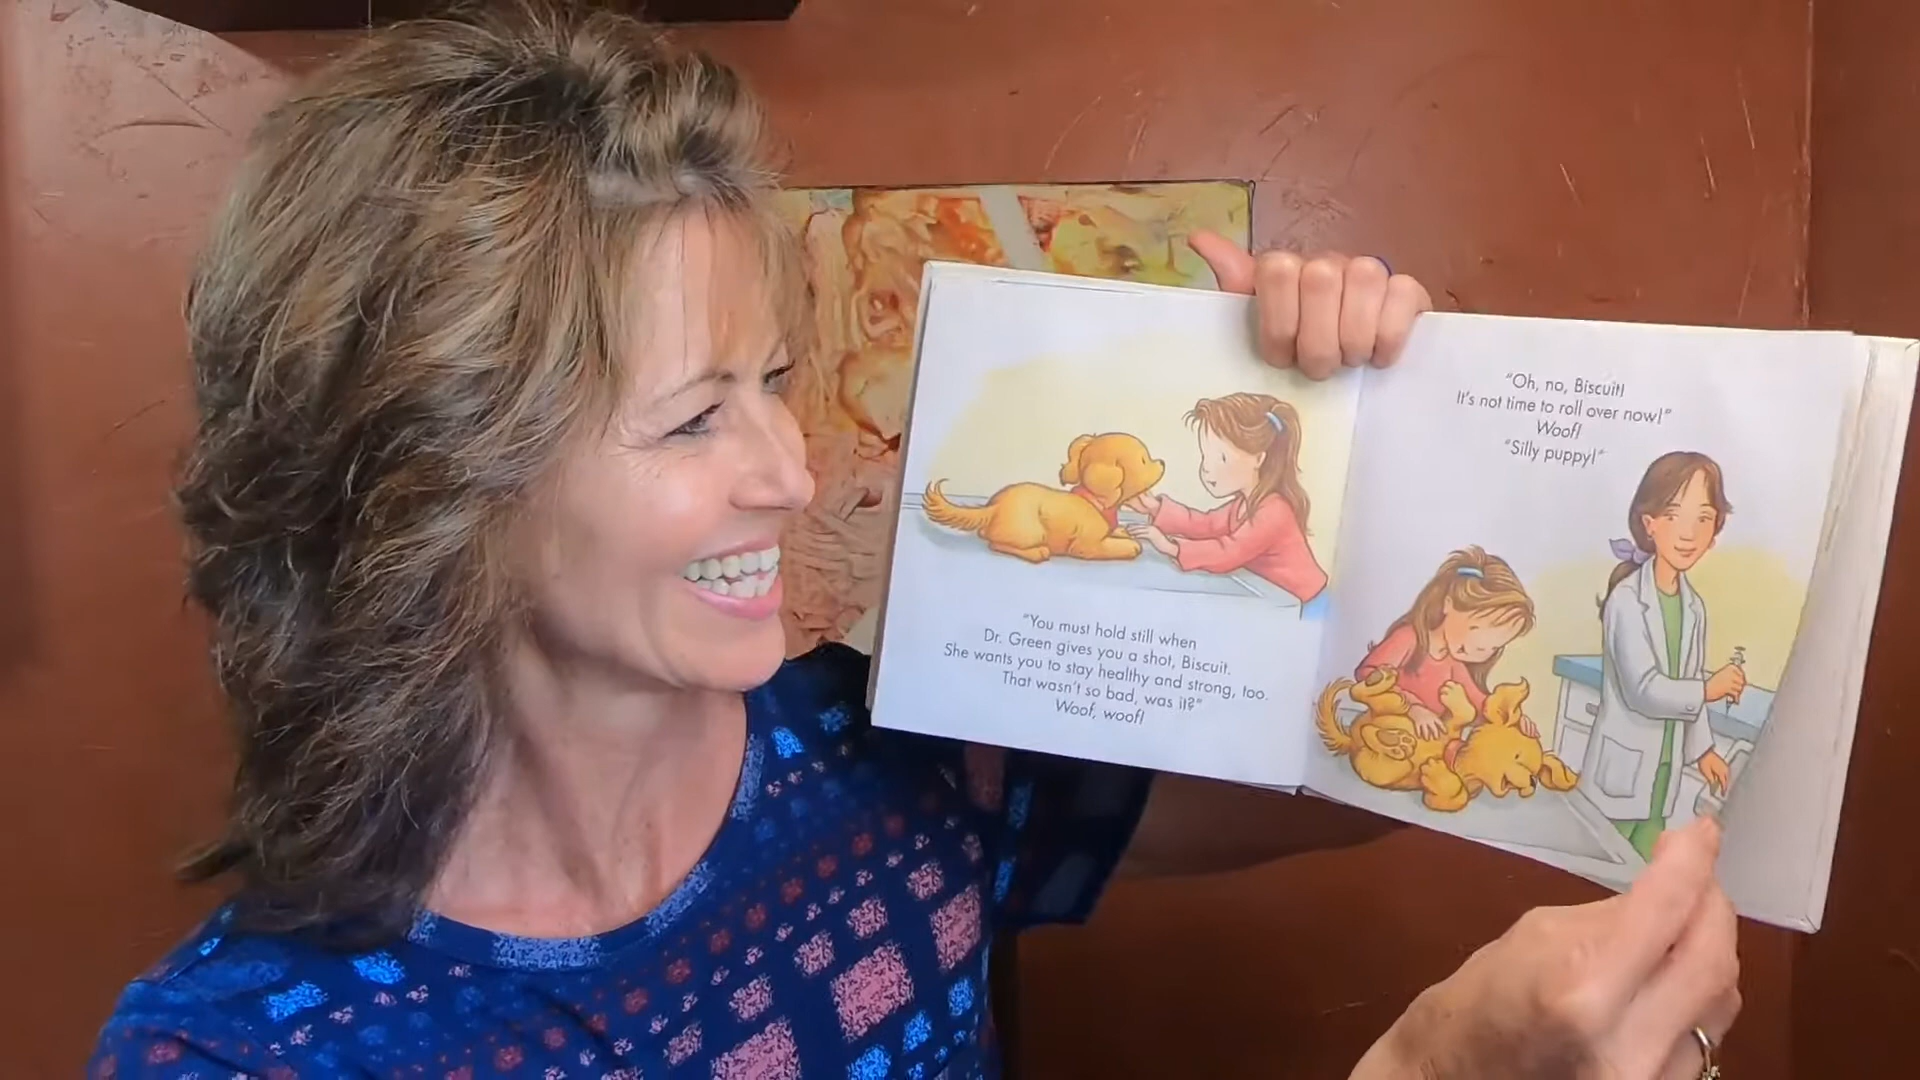 "You must hold still when
Dr. Green gives you a shot, Biscuit.
She wants you to stay healthy and strong, too.
That wasn't so bad, was it?"
Woof, woof!
"Oh, no, Biscuit!
It's not time to roll over now!"
Woof!
"Silly puppy!"